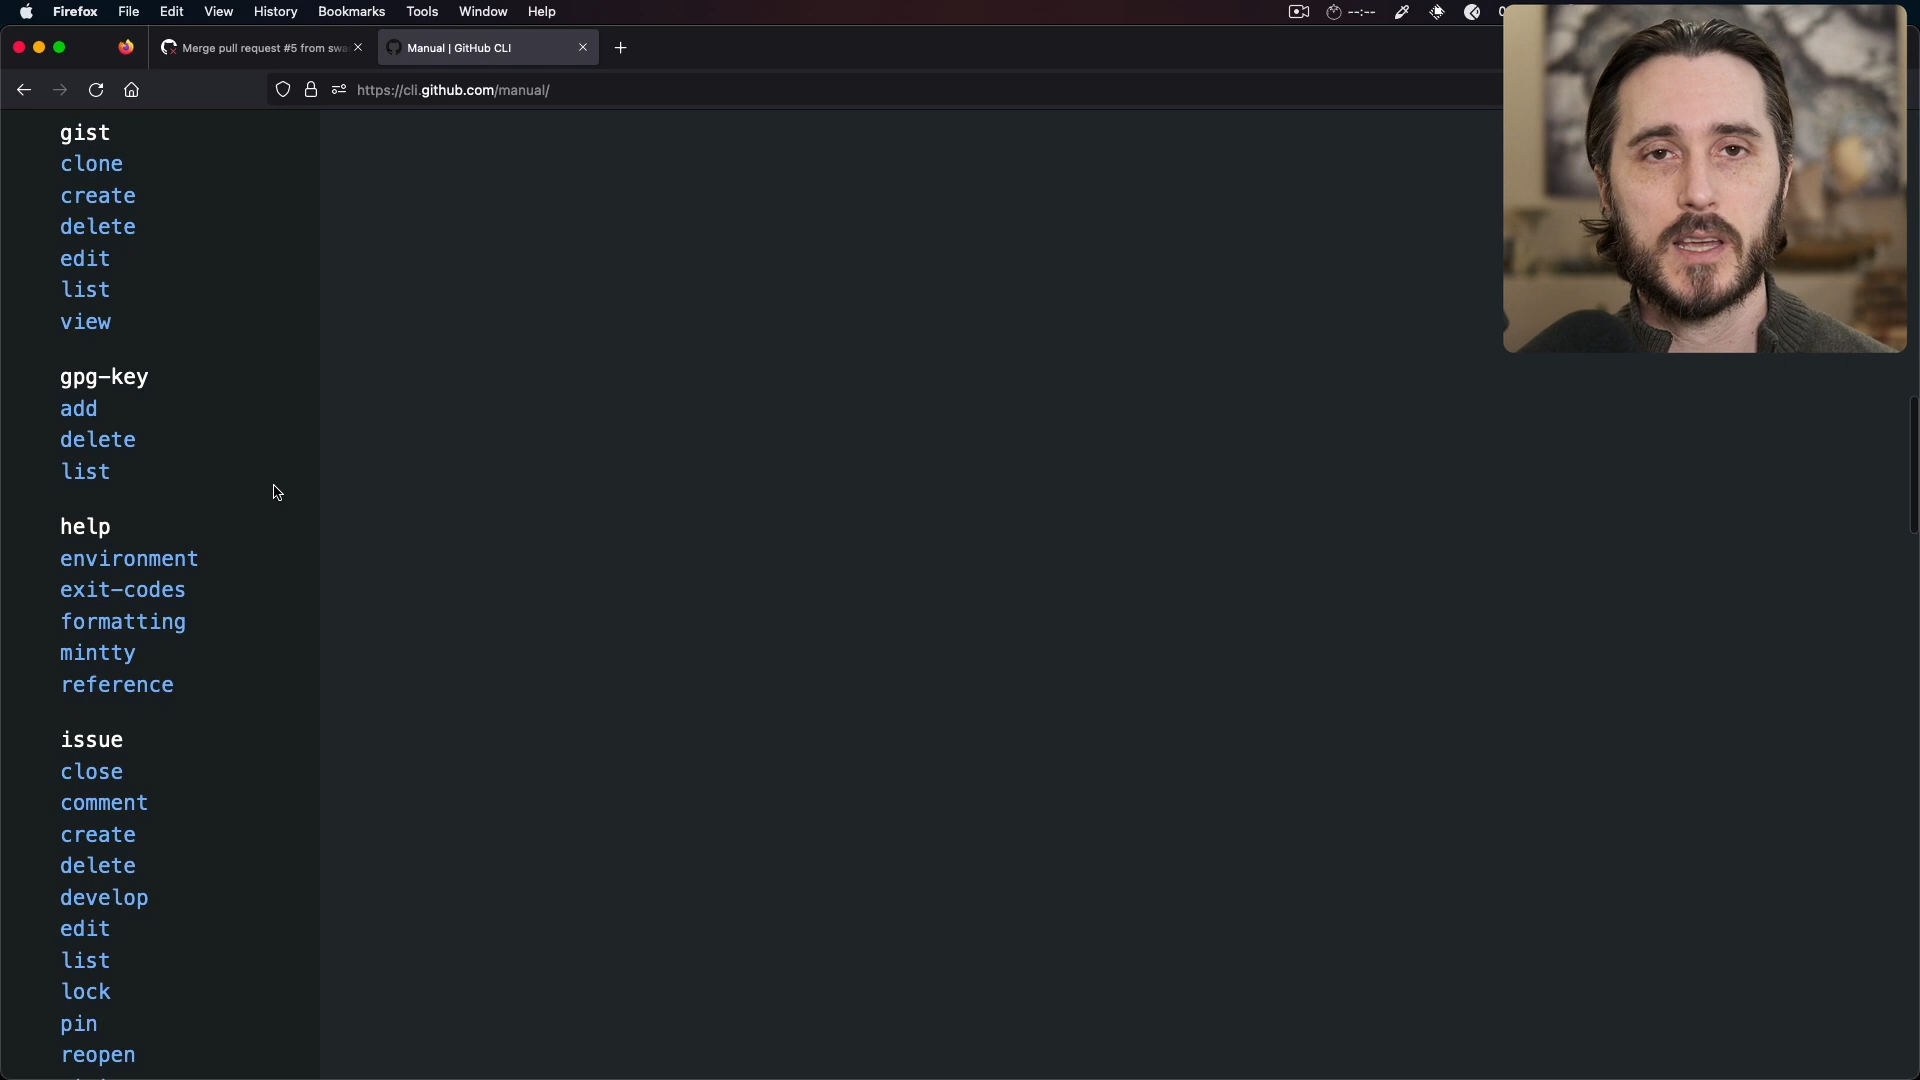 Firefox File Edit View History Bookmarks Tools Window Help
--:--
Merge pull request #5 from swa
Manual | GitHub CLI
https://cli.github.com/manual/
gist
clone
create
delete
edit
list
view
gpg-key
add
delete
list
help
environment
exit-codes
formatting
mintty
reference
issue
close
comment
create
delete
develop
edit
list
lock
pin
reopen